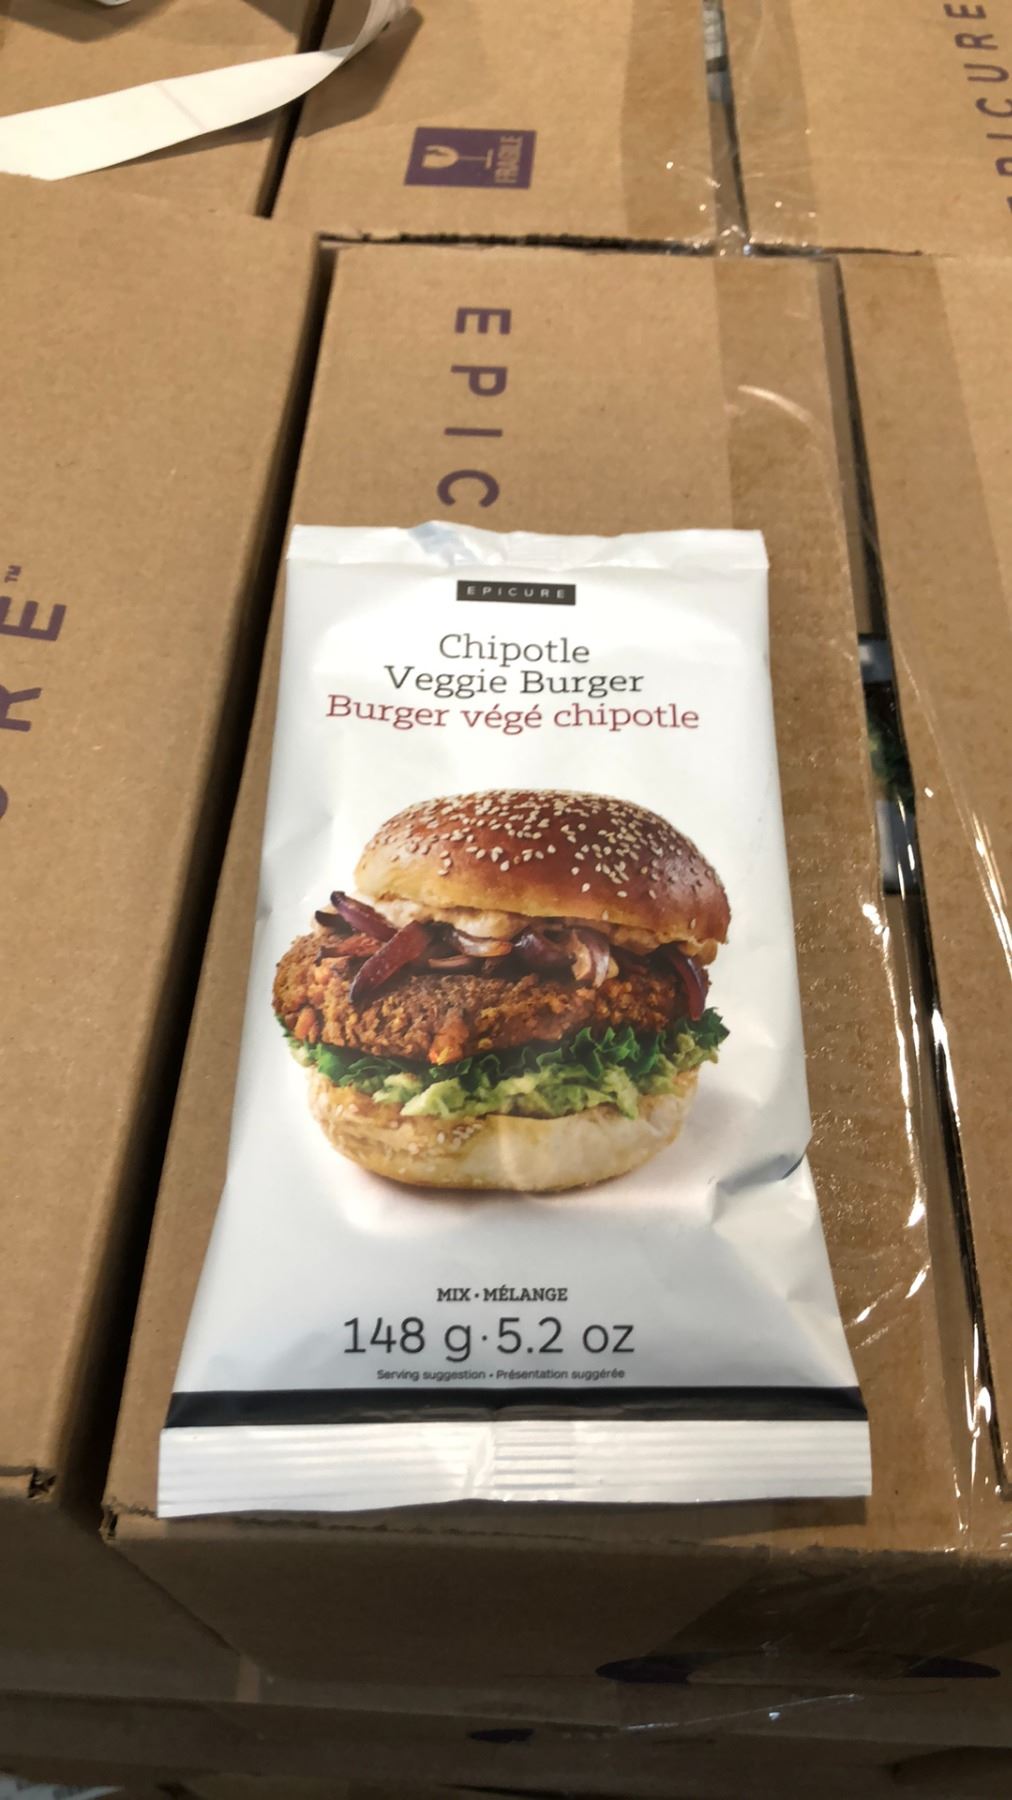 FRAGILE
EPICURE
EPIC
RE™
EPICURE
Chipotle
Veggie Burger
Burger végé chipotle
MIX • MÉLANGE
148 g • 5.2 oz
Serving suggestion • Présentation suggérée